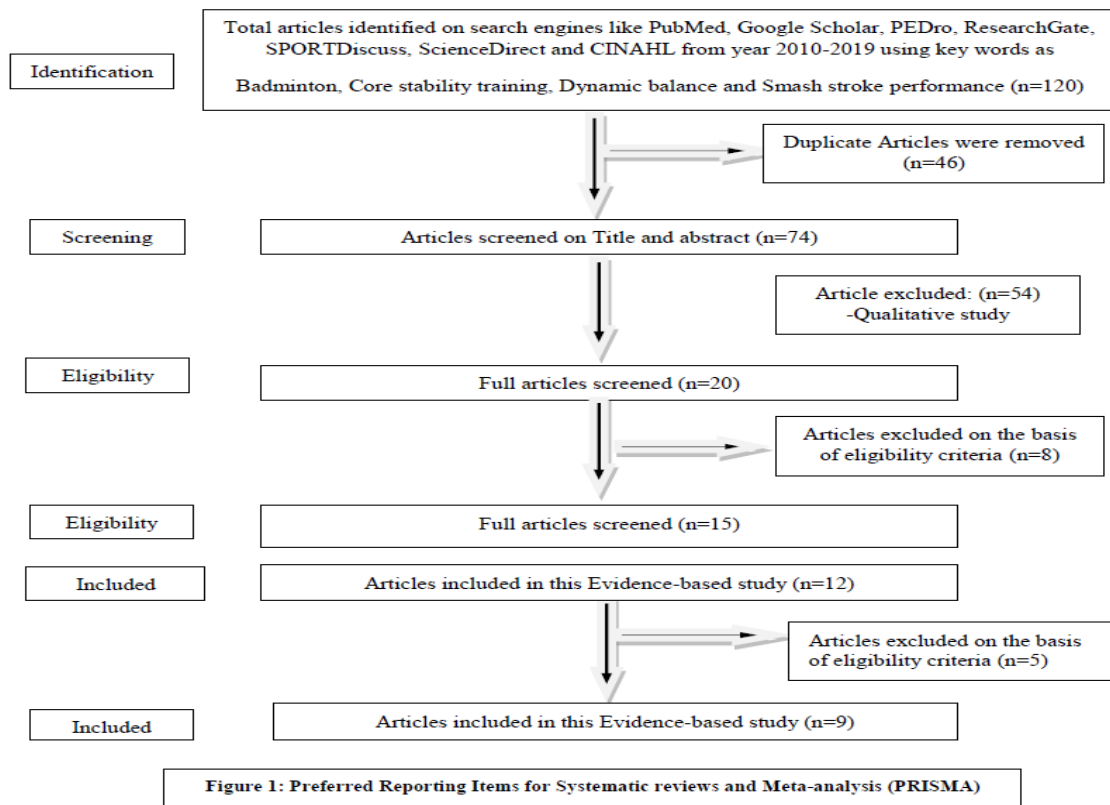 Total articles identified on search engines like PubMed, Google Scholar, PEDro, ResearchGate,
SPORTDiscuss, ScienceDirect and CINAHL from year 2010-2019 using key words as
Badminton, Core stability training, Dynamic balance and Smash stroke performance (n=120)
Identification
Duplicate Articles were removed
(n=46)
Screening
Articles screened on Title and abstract (n=74)
Article excluded: (n=54)
-Qualitative study
Eligibility
Full articles screened (n=20)
Articles excluded on the basis
of eligibility criteria (n=8)
Eligibility
Full articles screened (n=15)
Included
Articles included in this Evidence-based study (n=12)
Articles excluded on the basis
of eligibility criteria (n=5)
Included
Articles included in this Evidence-based study (n=9)
Figure 1: Preferred Reporting Items for Systematic reviews and Meta-analysis (PRISMA)